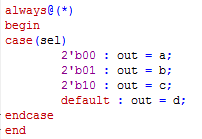 always@(*)
begin
case(sel)
2'b00 : out = a;
2'b01 : out = b;
2'b10 : out = c;
default : out = d;
endcase
end